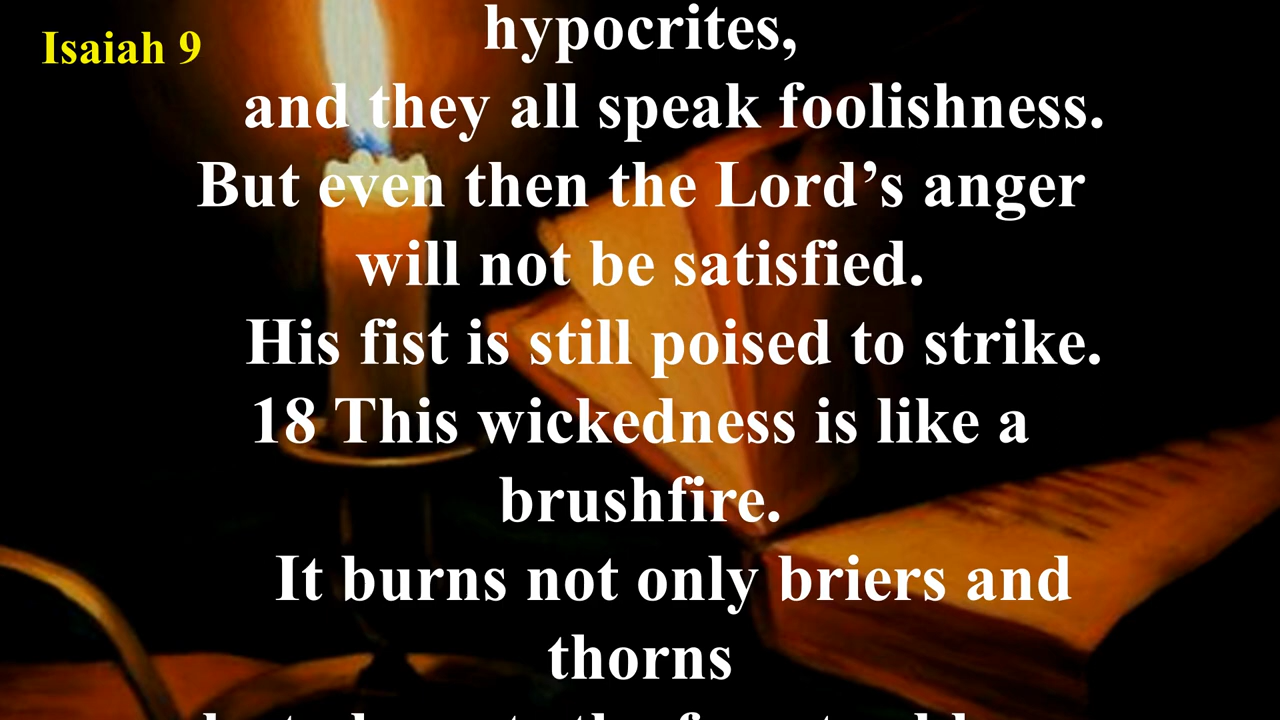 Isaiah 9
hypocrites,
and they all speak foolishness.
But even then the Lord’s anger
will not be satisfied.
His fist is still poised to strike.
18 This wickedness is like a
brushfire.
It burns not only briers and
thorns